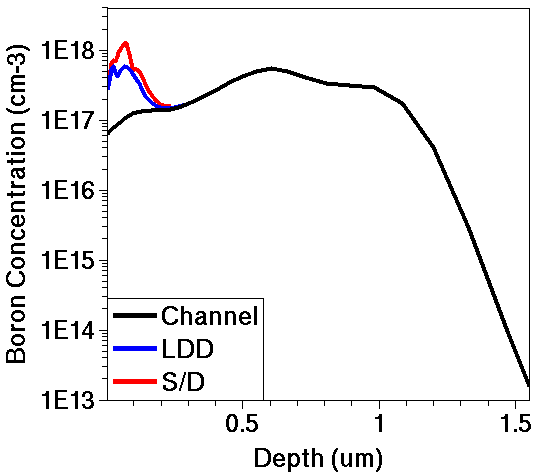 Boron Concentration (cm-3)
1E18
1E17
1E16
1E15
1E14
1E13
Channel
LDD
S/D
0.5
1
1.5
Depth (um)